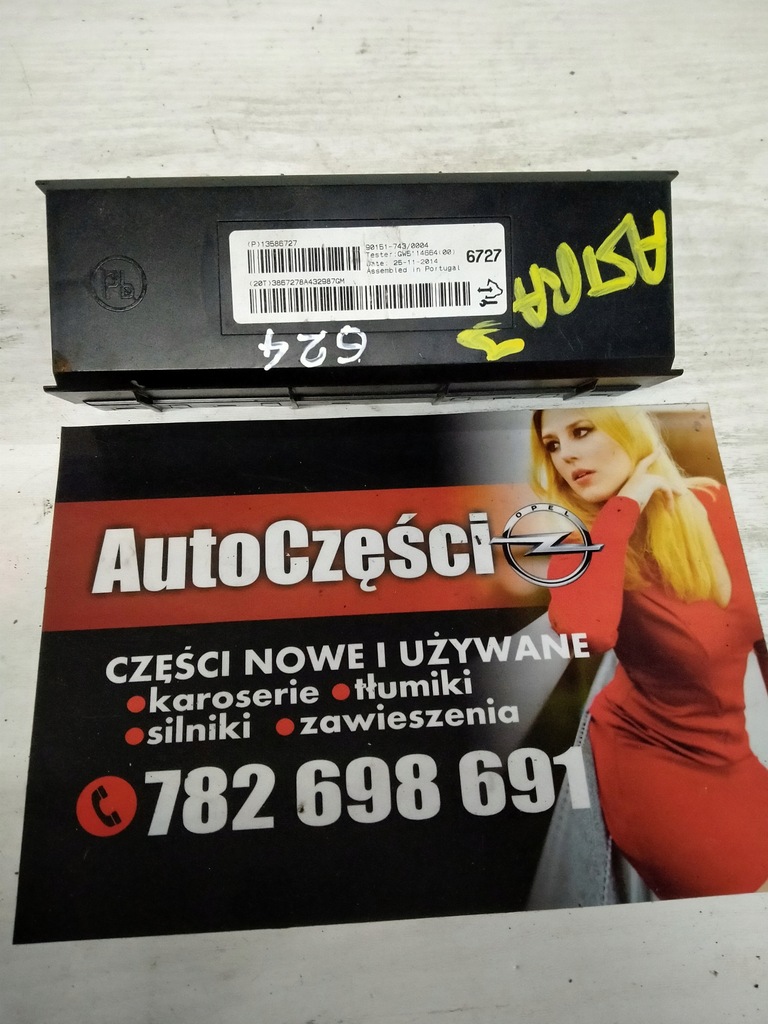 (P)13586727
90151-743/0004
Tester:GW5114664(00)
Date: 25-11-2014
Assembled in Portugal
6727
(20T)3867278A432987GM
Pb
ASTRA J
624
OPEL
AutoCzęści
CZĘŚCI NOWE I UŻYWANE
karoserie tłumiki
silniki zawieszenia
782 698 691